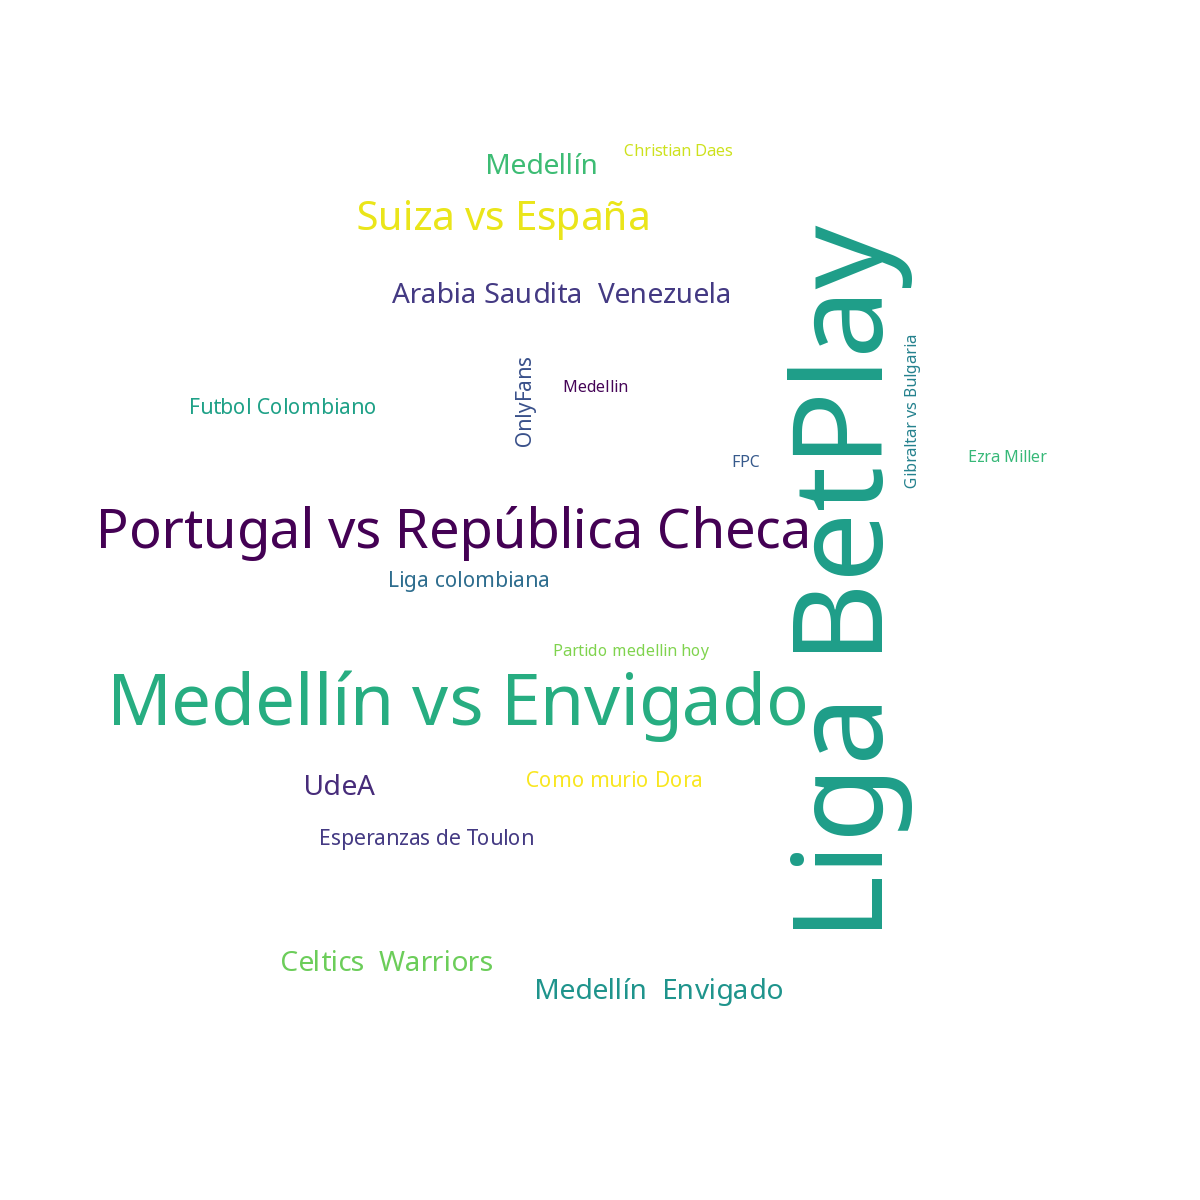 Christian Daes
Medellín
Suiza vs España
Arabia Saudita  Venezuela
Liga BetPlay
Gibraltar vs Bulgaria
OnlyFans
Medellin
Futbol Colombiano
FPC
Ezra Miller
Portugal vs República Checa
Liga colombiana
Partido medellin hoy
Medellín vs Envigado
UdeA
Como murio Dora
Esperanzas de Toulon
Celtics  Warriors
Medellín  Envigado